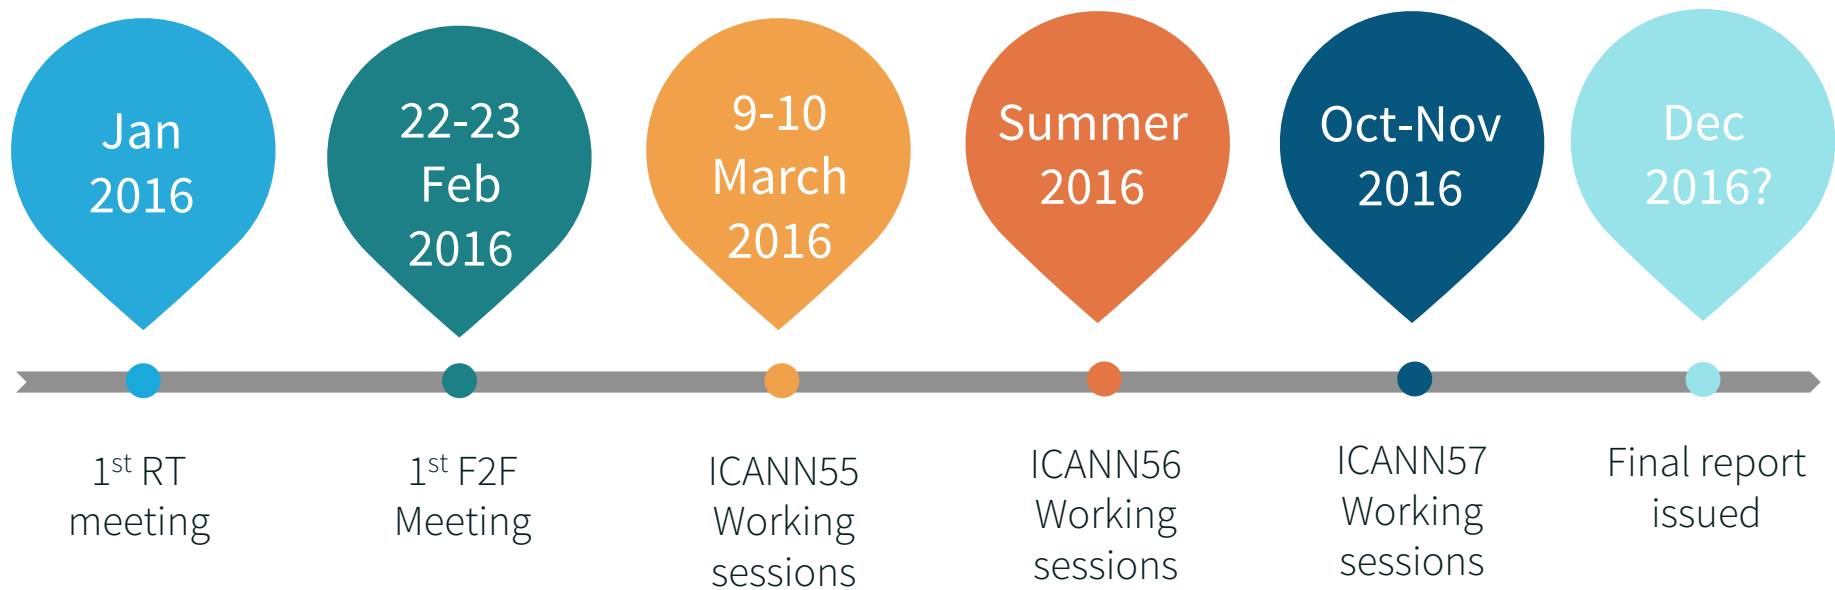 Jan
2016
22-23
Feb
2016
9-10
March
2016
Summer
2016
Oct-Nov
2016
Dec
2016?
1st RT
meeting
1st F2F
Meeting
ICANN55
Working
sessions
ICANN56
Working
sessions
ICANN57
Working
sessions
Final report
issued